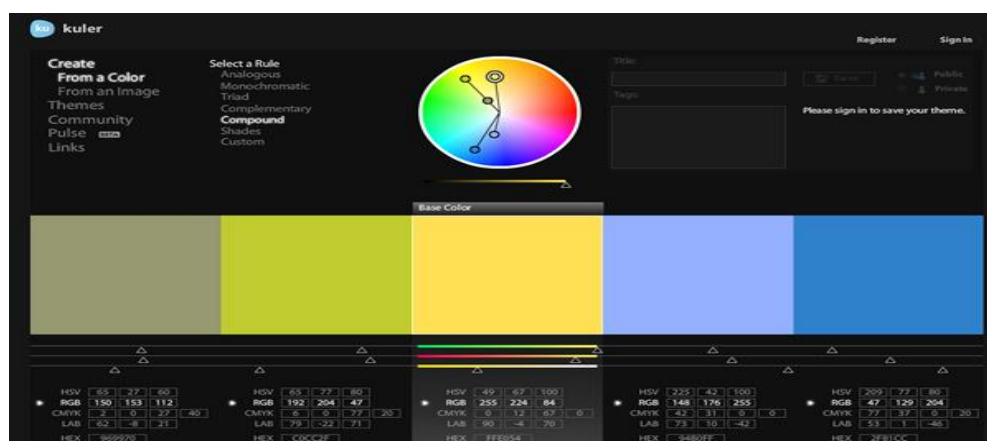 ku kuler
Register Sign In
Create
From a Color
From an Image
Themes
Community
Pulse BETA
Links
Select a Rule
Analogous
Monochromatic
Triad
Complementary
Compound
Shades
Custom
Title:
Tags:
Save
Public
Private
Please sign in to save your theme.
Base Color
HSV 65 27 60
RGB 150 153 112
CMYK 2 0 27 40
LAB 62 -8 21
HEX 969970
HSV 65 77 80
RGB 192 204 47
CMYK 6 0 77 20
LAB 79 -22 71
HEX C0CC2F
HSV 49 67 100
RGB 255 224 84
CMYK 0 12 67 0
LAB 90 -4 70
HEX FFE054
HSV 225 42 100
RGB 148 176 255
CMYK 42 31 0 0
LAB 73 10 -42
HEX 94B0FF
HSV 209 77 80
RGB 47 129 204
CMYK 77 37 0 20
LAB 53 1 -46
HEX 2F81CC